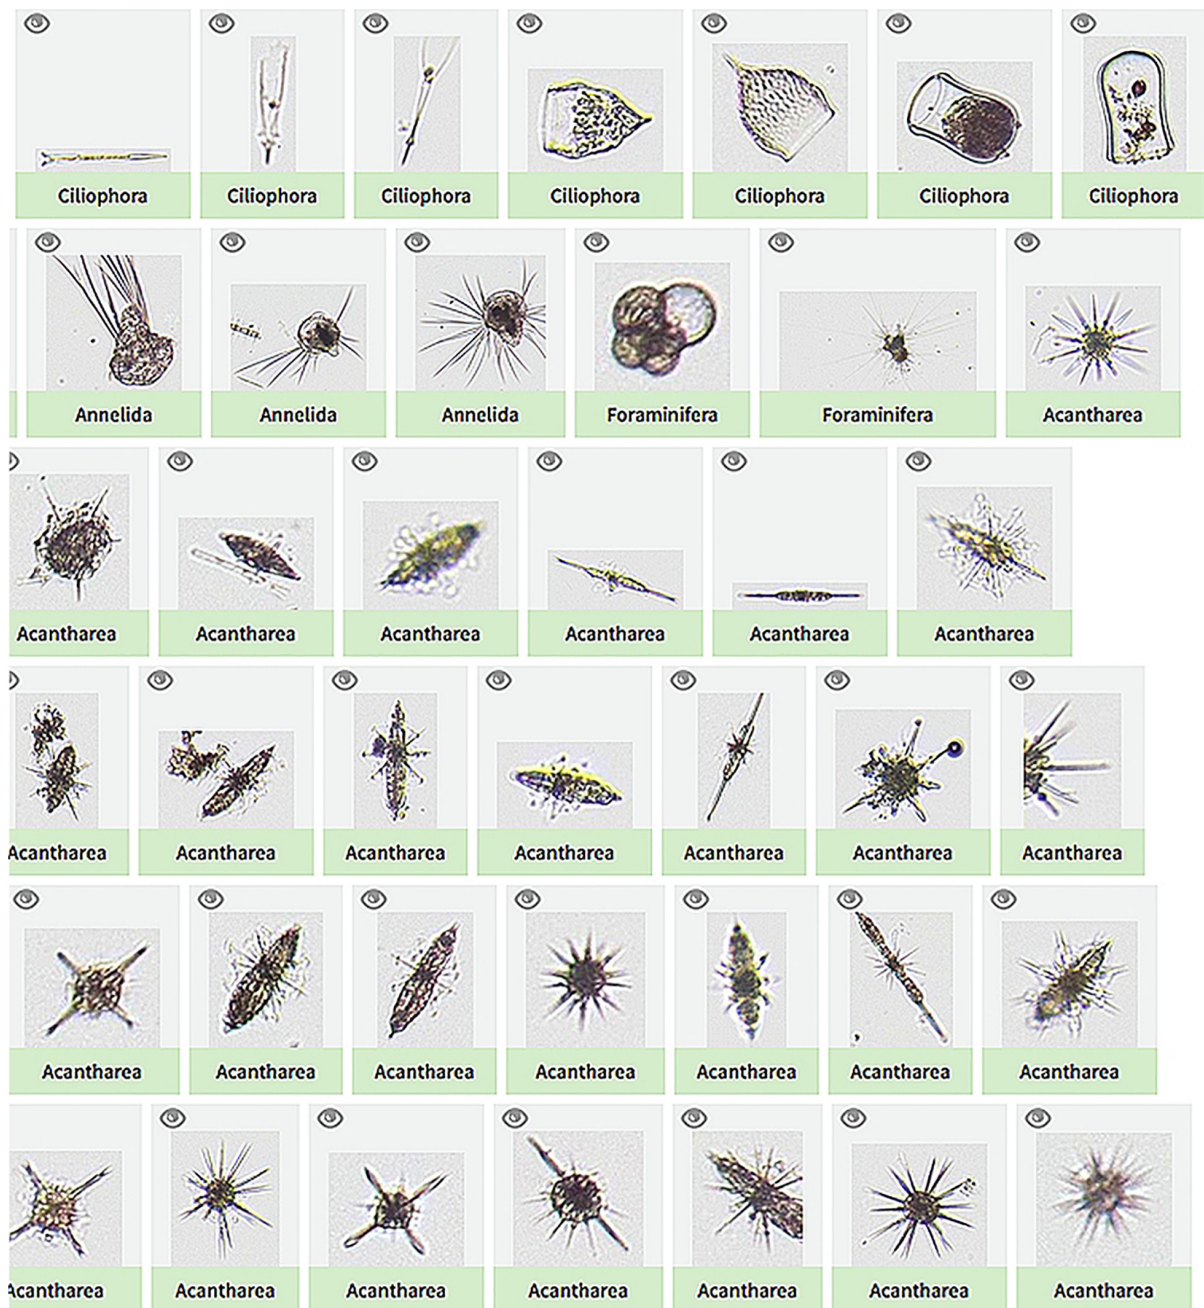 Ciliophora Ciliophora Ciliophora Ciliophora Ciliophora Ciliophora Ciliophora
Annelida Annelida Annelida Foraminifera Foraminifera Acantharea
Acantharea Acantharea Acantharea Acantharea Acantharea Acantharea
Acantharea Acantharea Acantharea Acantharea Acantharea Acantharea Acantharea
Acantharea Acantharea Acantharea Acantharea Acantharea Acantharea Acantharea
Acantharea Acantharea Acantharea Acantharea Acantharea Acantharea Acantharea